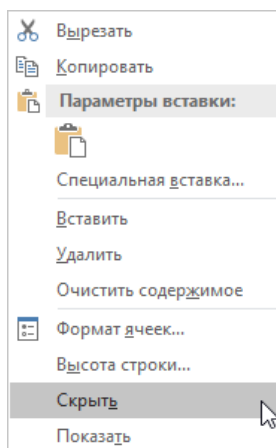 Вырезать
Копировать
Параметры вставки:
Специальная вставка...
Вставить
Удалить
Очистить содержимое
Формат ячеек...
Высота строки...
Скрыть
Показать